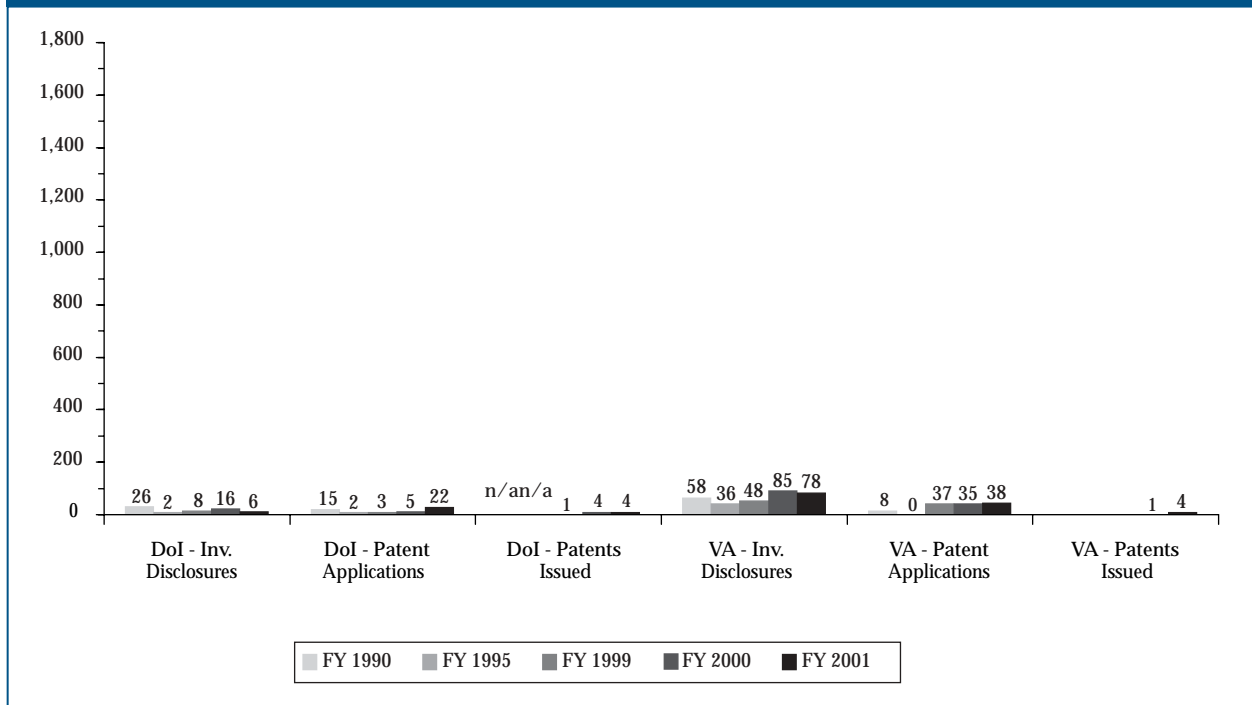 1,800
1,600
1,400
1,200
1,000
800
600
400
200
0
26 2 8 16 6
15 2 3 5 22
n/an/a 1 4 4
58 36 48 85 78
8 0 37 35 38
1 4
DoI - Inv.
Disclosures
DoI - Patent
Applications
DoI - Patents
Issued
VA - Inv.
Disclosures
VA - Patent
Applications
VA - Patents
Issued
FY 1990 FY 1995 FY 1999 FY 2000 FY 2001